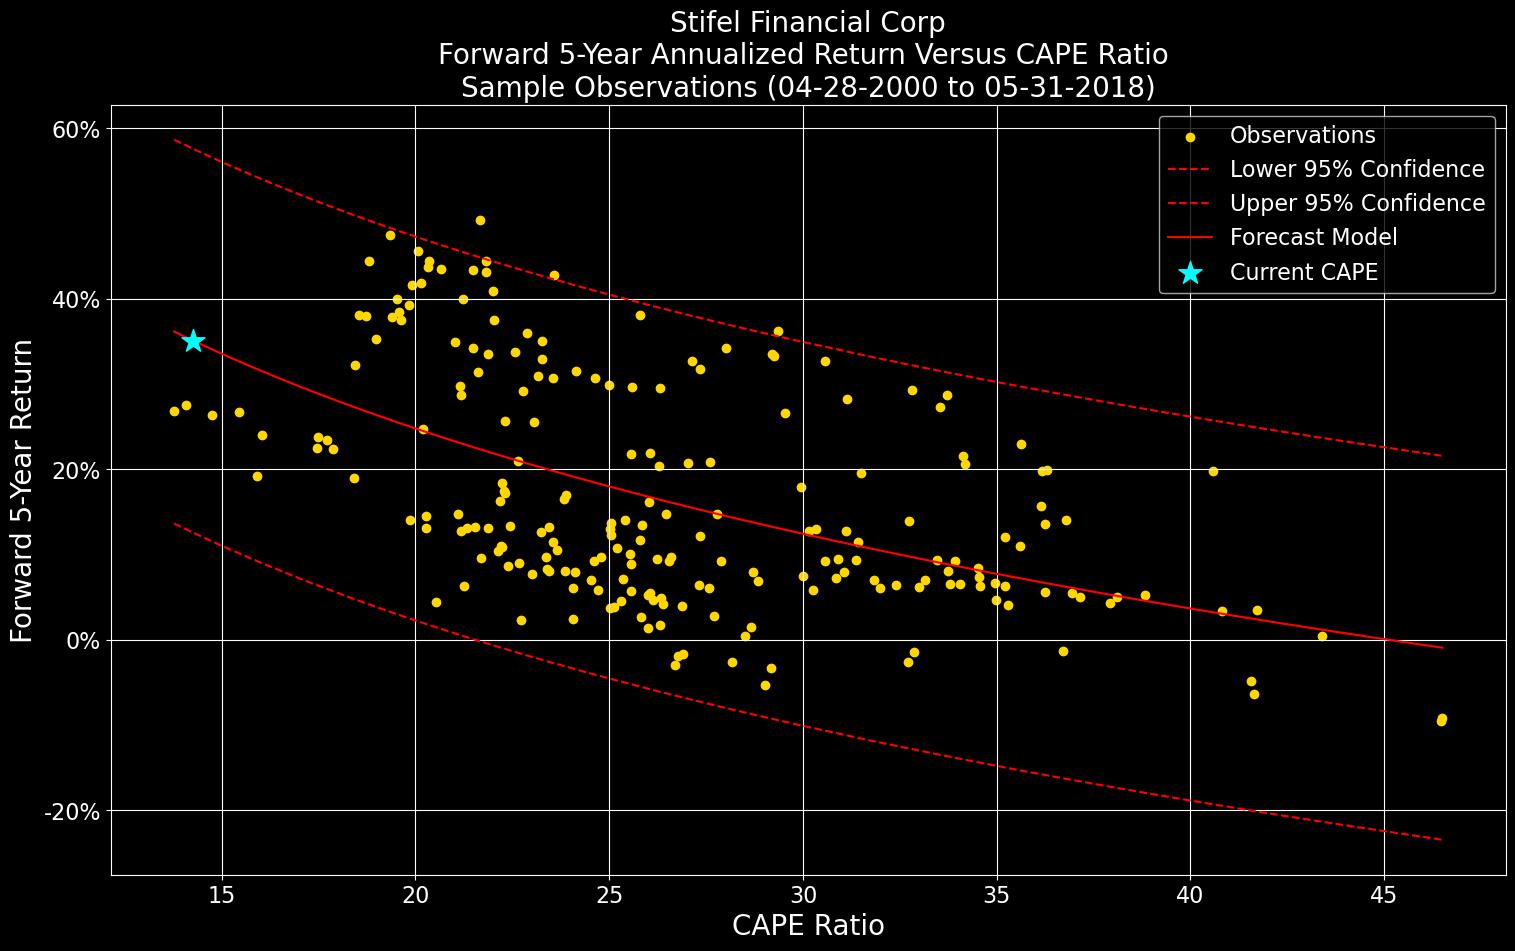 Stifel Financial Corp
Forward 5-Year Annualized Return Versus CAPE Ratio
Sample Observations (04-28-2000 to 05-31-2018)
Observations
Lower 95% Confidence
Upper 95% Confidence
Forecast Model
Current CAPE
Forward 5-Year Return
60%
40%
20%
0%
-20%
15 20 25 30 35 40 45
CAPE Ratio